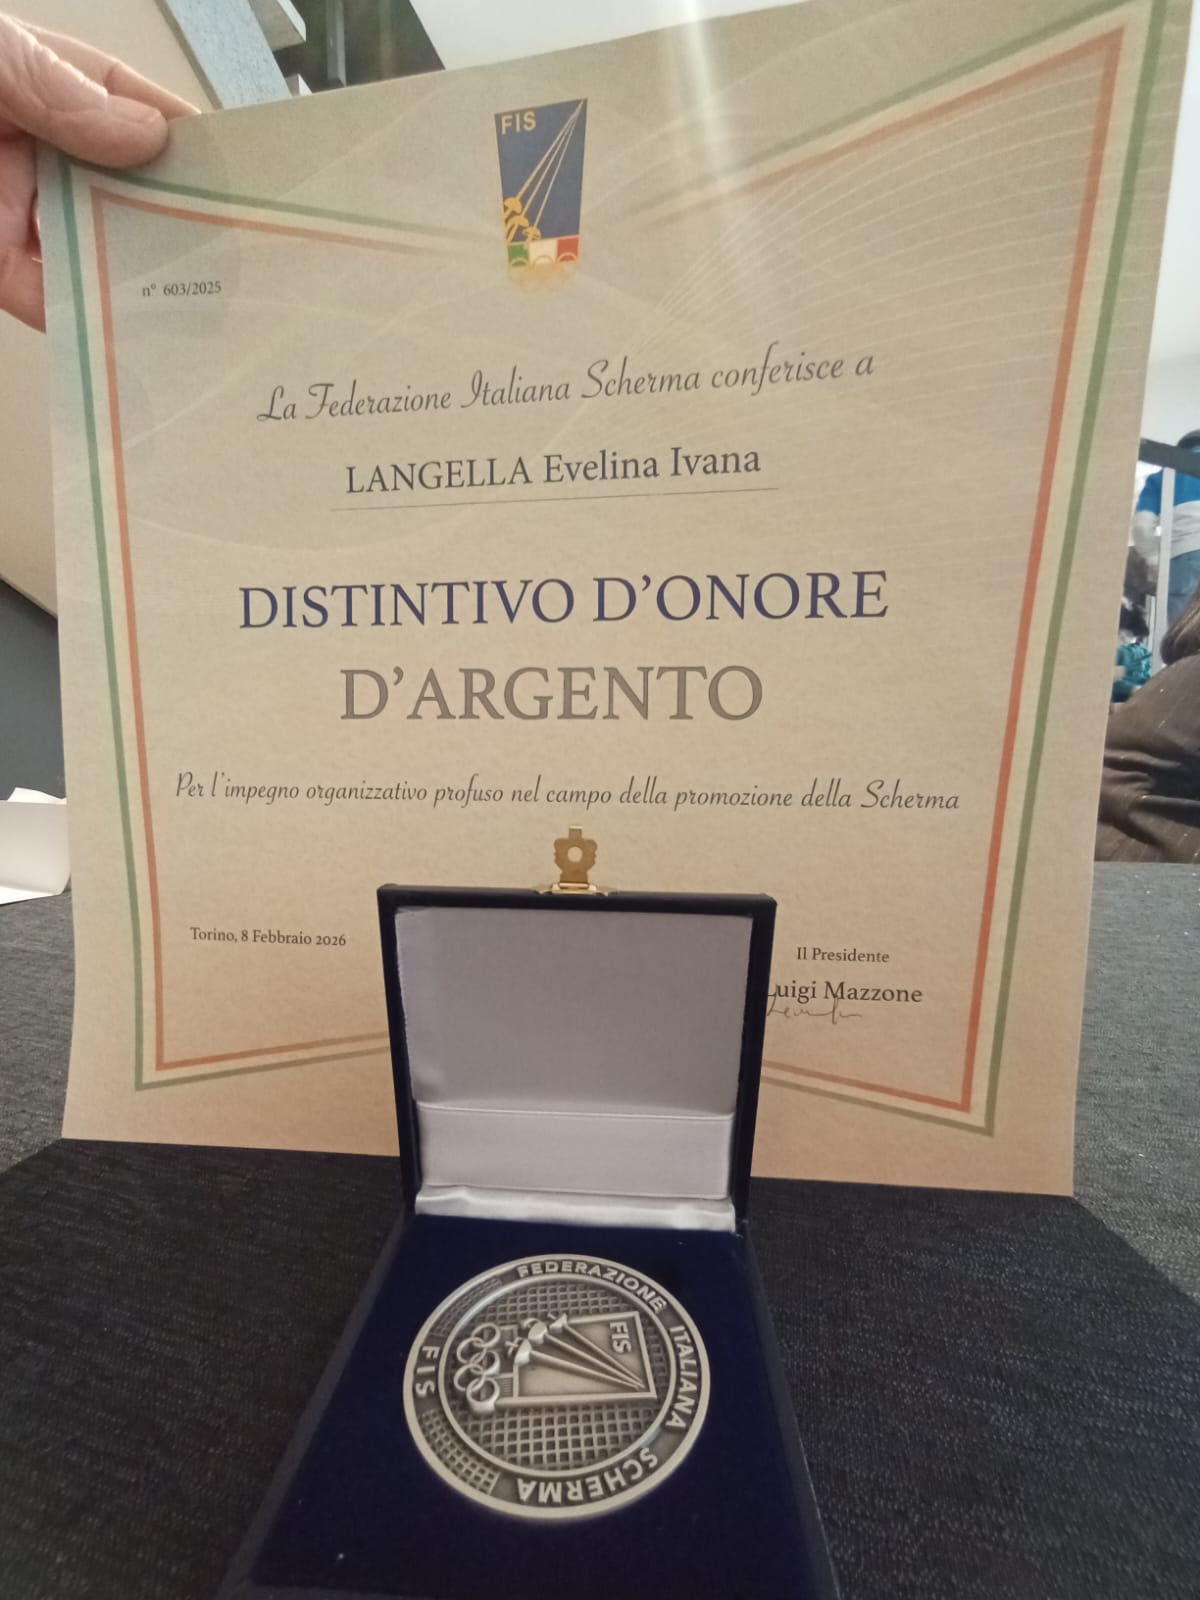 FIS
n° 603/2025
La Federazione Italiana Scherma conferisce a
LANGELLA Evelina Ivana
DISTINTIVO D'ONORE
D'ARGENTO
Per l'impegno organizzativo profuso nel campo della promozione della Scherma
Torino, 8 Febbraio 2026
Il Presidente
Luigi Mazzone
FEDERAZIONE ITALIANA SCHERMA
FIS
FIS